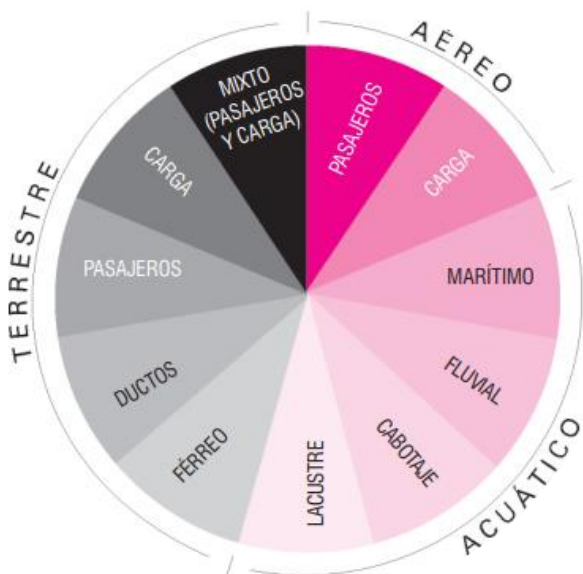 AÉREO
PASAJEROS
CARGA
ACUÁTICO
MARÍTIMO
FLUVIAL
CABOTAJE
LACUSTRE
TERRESTRE
FÉRREO
DUCTOS
PASAJEROS
CARGA
MIXTO
(PASAJEROS
Y CARGA)